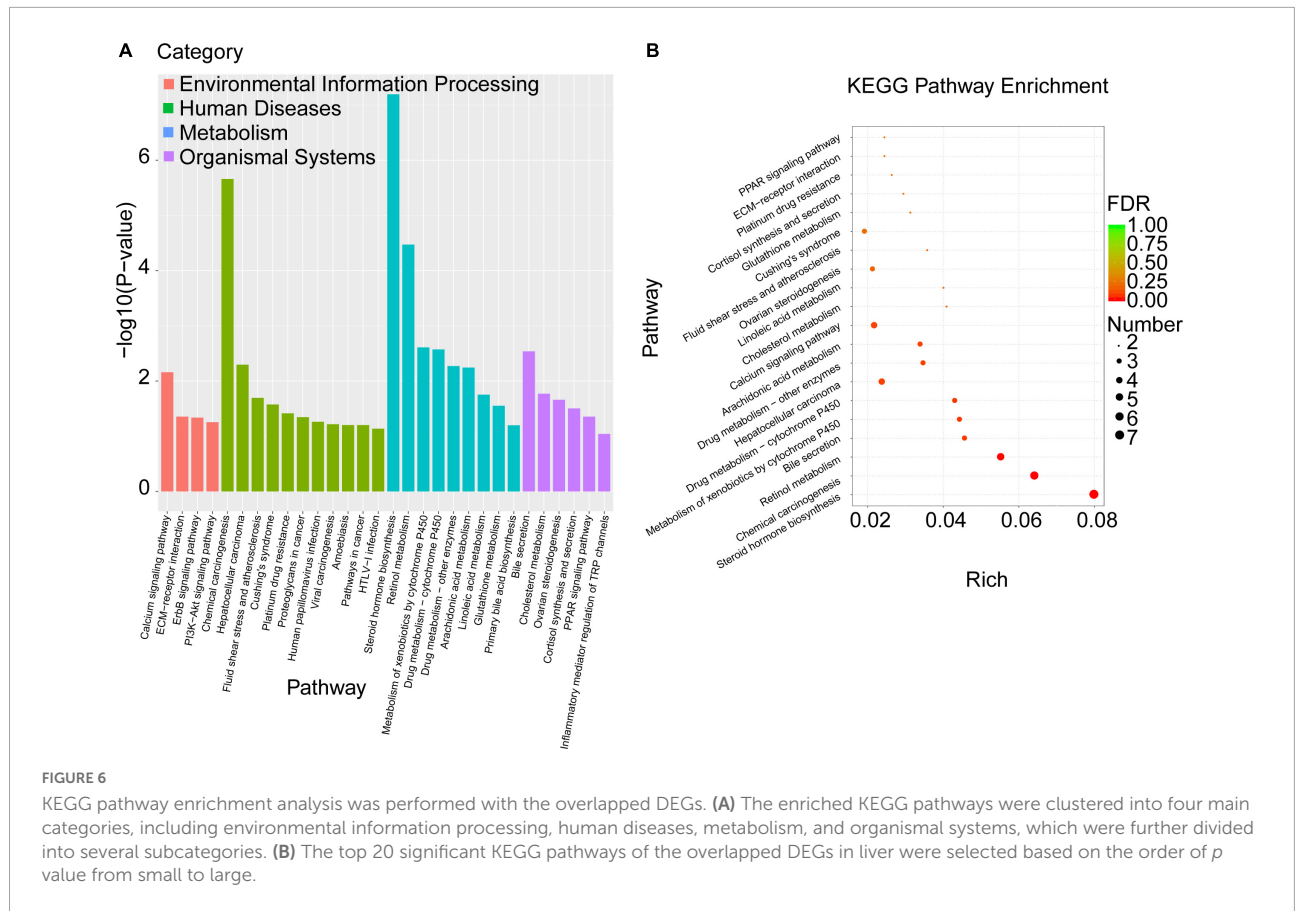 A
Category
Environmental Information Processing
Human Diseases
Metabolism
Organismal Systems
−log10(P−value)
6
4
2
0
Calcium signaling pathway
ECM−receptor interaction
ErbB signaling pathway
PI3K−Akt signaling pathway
Chemical carcinogenesis
Hepatocellular carcinoma
Fluid shear stress and atherosclerosis
Cushing's syndrome
Platinum drug resistance
Proteoglycans in cancer
Human papillomavirus infection
Viral carcinogenesis
Amoebiasis
Pathways in cancer
HTLV−I infection
Steroid hormone biosynthesis
Retinol metabolism
Metabolism of xenobiotics by cytochrome P450
Drug metabolism − cytochrome P450
Drug metabolism − other enzymes
Arachidonic acid metabolism
Linoleic acid metabolism
Glutathione metabolism
Primary bile acid biosynthesis
Bile secretion
Cholesterol metabolism
Ovarian steroidogenesis
Cortisol synthesis and secretion
PPAR signaling pathway
Inflammatory mediator regulation of TRP channels
Pathway
B
KEGG Pathway Enrichment
Pathway
PPAR signaling pathway
ECM−receptor interaction
Platinum drug resistance
Cortisol synthesis and secretion
Glutathione metabolism
Cushing's syndrome
Fluid shear stress and atherosclerosis
Ovarian steroidogenesis
Linoleic acid metabolism
Cholesterol metabolism
Calcium signaling pathway
Arachidonic acid metabolism
Drug metabolism − other enzymes
Hepatocellular carcinoma
Drug metabolism − cytochrome P450
Metabolism of xenobiotics by cytochrome P450
Bile secretion
Retinol metabolism
Chemical carcinogenesis
Steroid hormone biosynthesis
0.02 0.04 0.06 0.08
Rich
FDR
1.00
0.75
0.50
0.25
0.00
Number
2
3
4
5
6
7
FIGURE 6
KEGG pathway enrichment analysis was performed with the overlapped DEGs. (A) The enriched KEGG pathways were clustered into four main
categories, including environmental information processing, human diseases, metabolism, and organismal systems, which were further divided
into several subcategories. (B) The top 20 significant KEGG pathways of the overlapped DEGs in liver were selected based on the order of p
value from small to large.